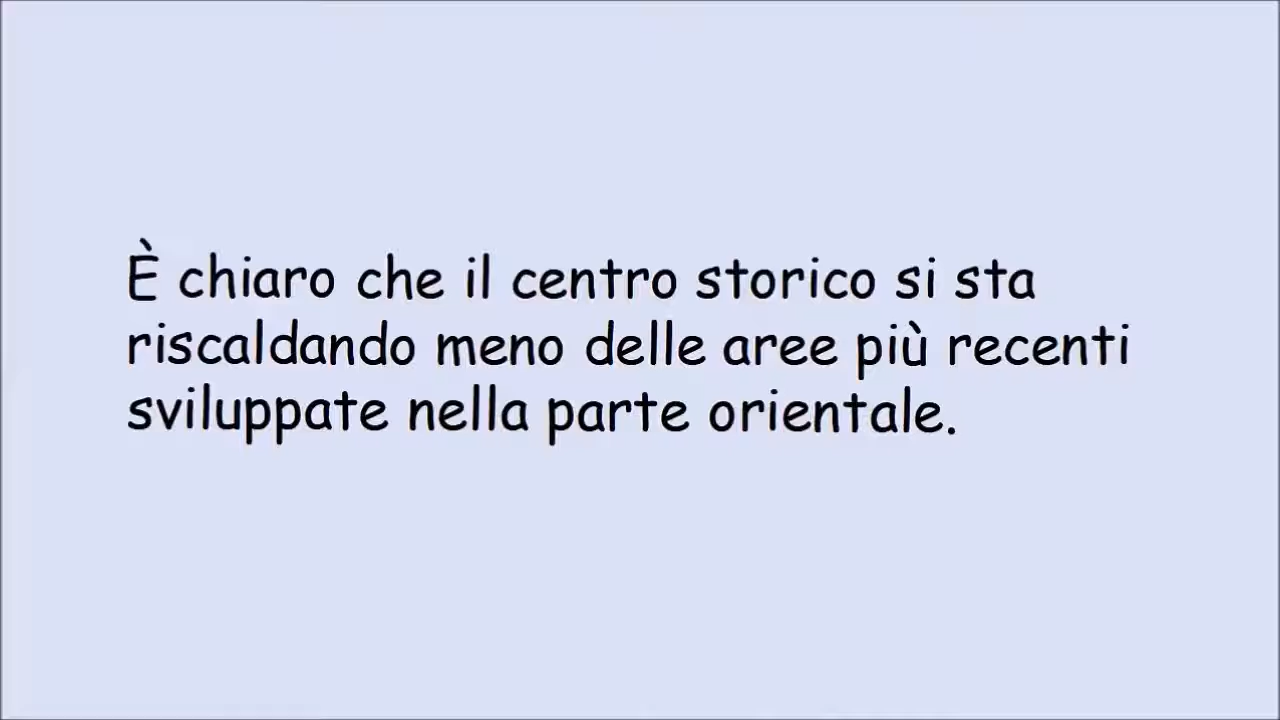 È chiaro che il centro storico si sta
riscaldando meno delle aree più recenti
sviluppate nella parte orientale.